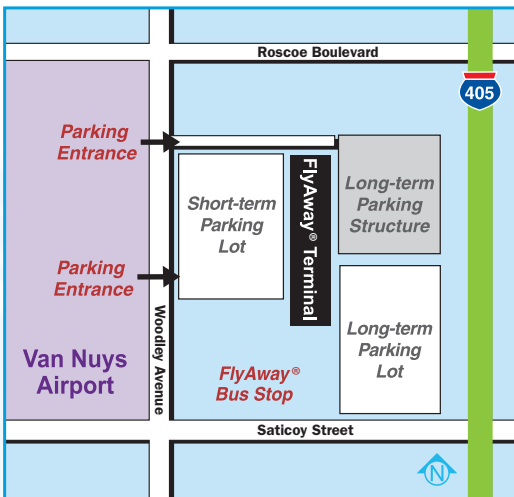 Roscoe Boulevard
405
Parking
Entrance
Short-term
Parking
Lot
FlyAway® Terminal
Long-term
Parking
Structure
Parking
Entrance
Woodley Avenue
Van Nuys
Airport
FlyAway®
Bus Stop
Long-term
Parking
Lot
Saticoy Street
N